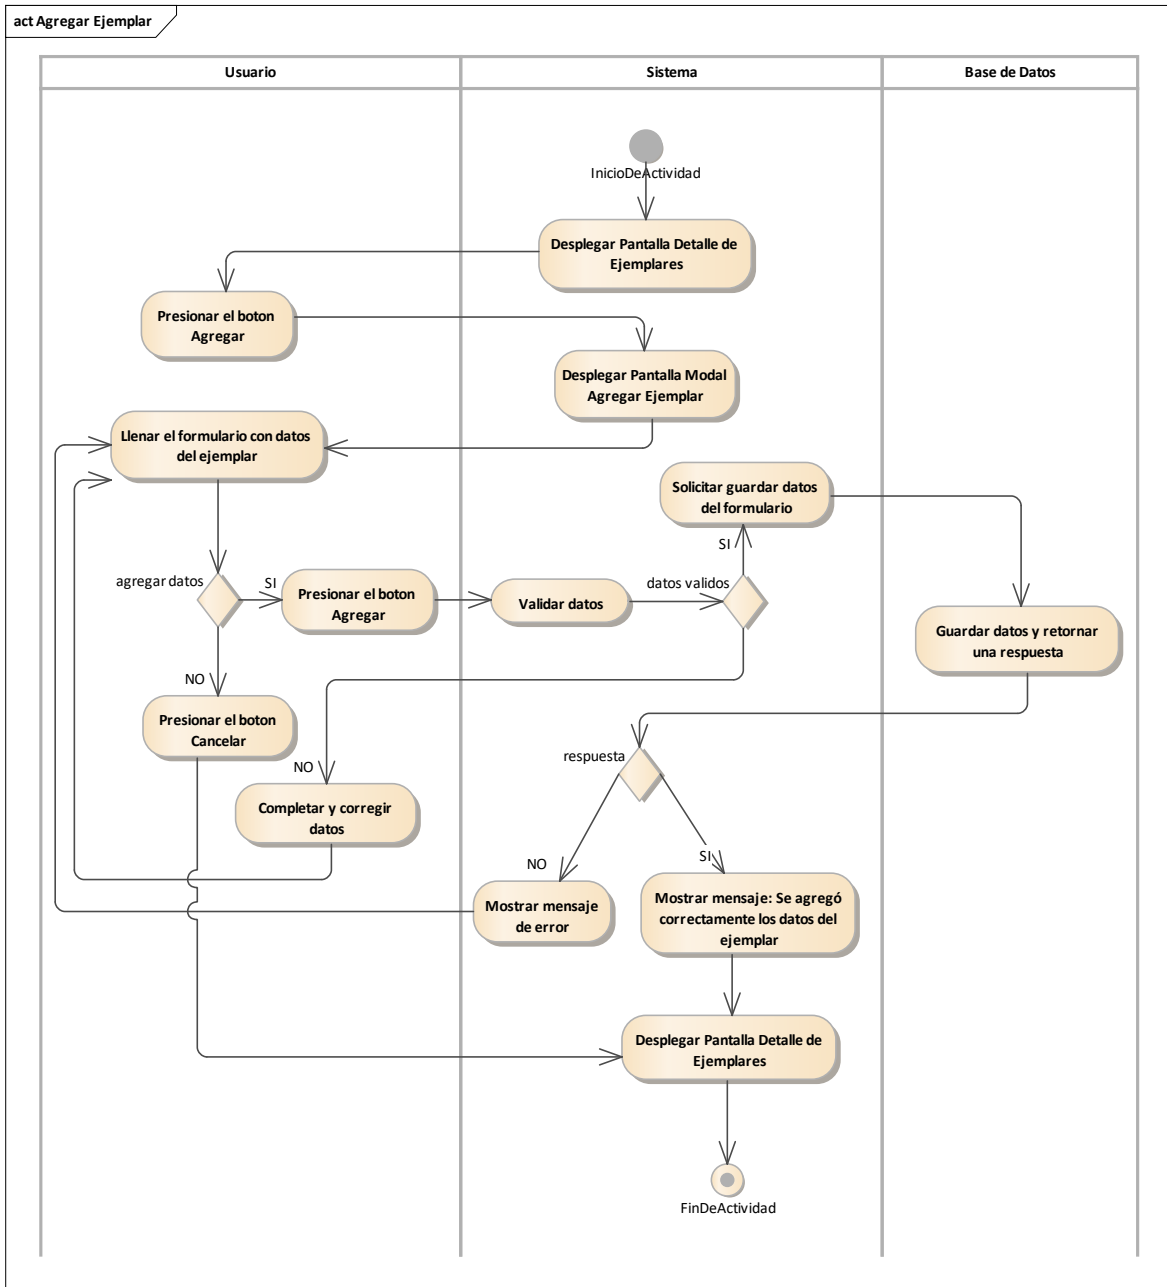 act Agregar Ejemplar
Usuario
Sistema
Base de Datos
InicioDeActividad
Desplegar Pantalla Detalle de
Ejemplares
Presionar el boton
Agregar
Desplegar Pantalla Modal
Agregar Ejemplar
Llenar el formulario con datos
del ejemplar
Solicitar guardar datos
del formulario
SI
agregar datos
SI
Presionar el boton
Agregar
Validar datos
datos validos
Guardar datos y retornar
una respuesta
NO
Presionar el boton
Cancelar
respuesta
NO
Completar y corregir
datos
NO
SI
Mostrar mensaje
de error
Mostrar mensaje: Se agregó
correctamente los datos del
ejemplar
Desplegar Pantalla Detalle de
Ejemplares
FinDeActividad